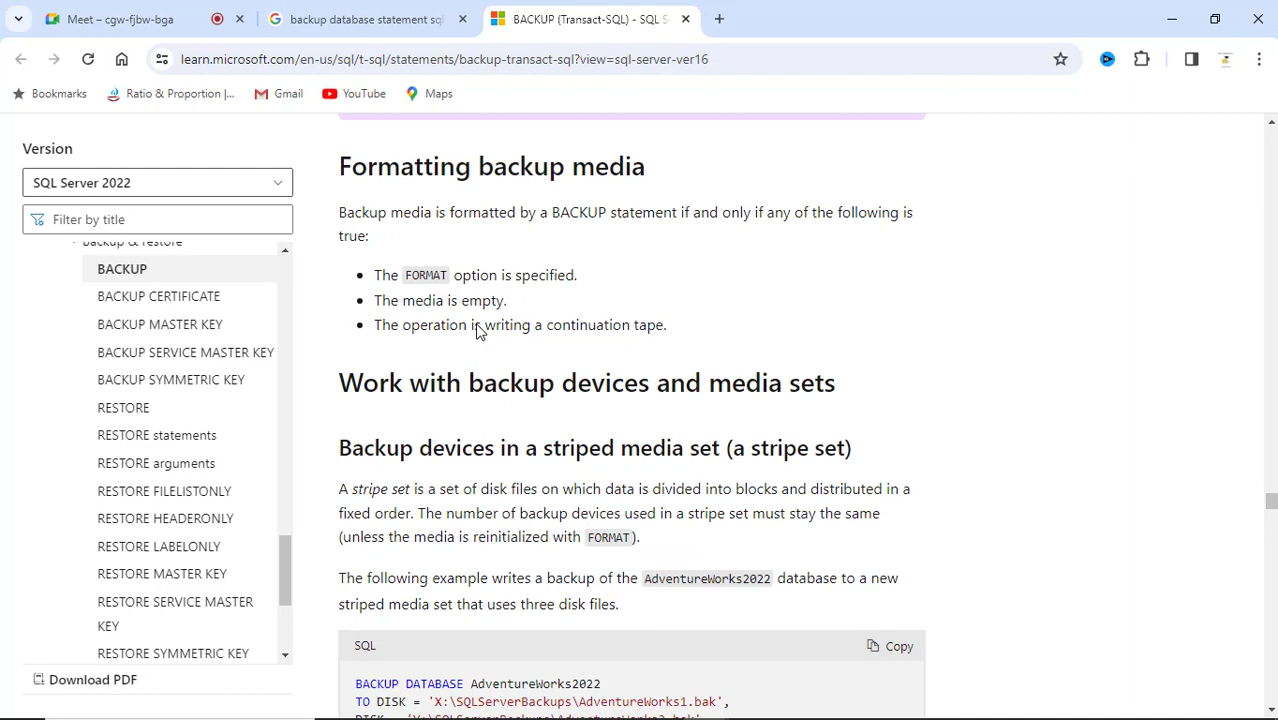 Meet – cgw-fjbw-bga
backup database statement sql
BACKUP (Transact-SQL) - SQL S
learn.microsoft.com/en-us/sql/t-sql/statements/backup-transact-sql?view=sql-server-ver16
Bookmarks
Ratio & Proportion |...
Gmail
YouTube
Maps
Version
SQL Server 2022
Filter by title
Backup & restore
BACKUP
BACKUP CERTIFICATE
BACKUP MASTER KEY
BACKUP SERVICE MASTER KEY
BACKUP SYMMETRIC KEY
RESTORE
RESTORE statements
RESTORE arguments
RESTORE FILELISTONLY
RESTORE HEADERONLY
RESTORE LABELONLY
RESTORE MASTER KEY
RESTORE SERVICE MASTER
KEY
RESTORE SYMMETRIC KEY
Download PDF
Formatting backup media
Backup media is formatted by a BACKUP statement if and only if any of the following is
true:
• The FORMAT option is specified.
• The media is empty.
• The operation is writing a continuation tape.
Work with backup devices and media sets
Backup devices in a striped media set (a stripe set)
A stripe set is a set of disk files on which data is divided into blocks and distributed in a
fixed order. The number of backup devices used in a stripe set must stay the same
(unless the media is reinitialized with FORMAT).
The following example writes a backup of the AdventureWorks2022 database to a new
striped media set that uses three disk files.
SQL
Copy
BACKUP DATABASE AdventureWorks2022
TO DISK = 'X:\SQLServerBackups\AdventureWorks1.bak',
DISK = 'Y:\SQLServerBackups\AdventureWorks2.bak',